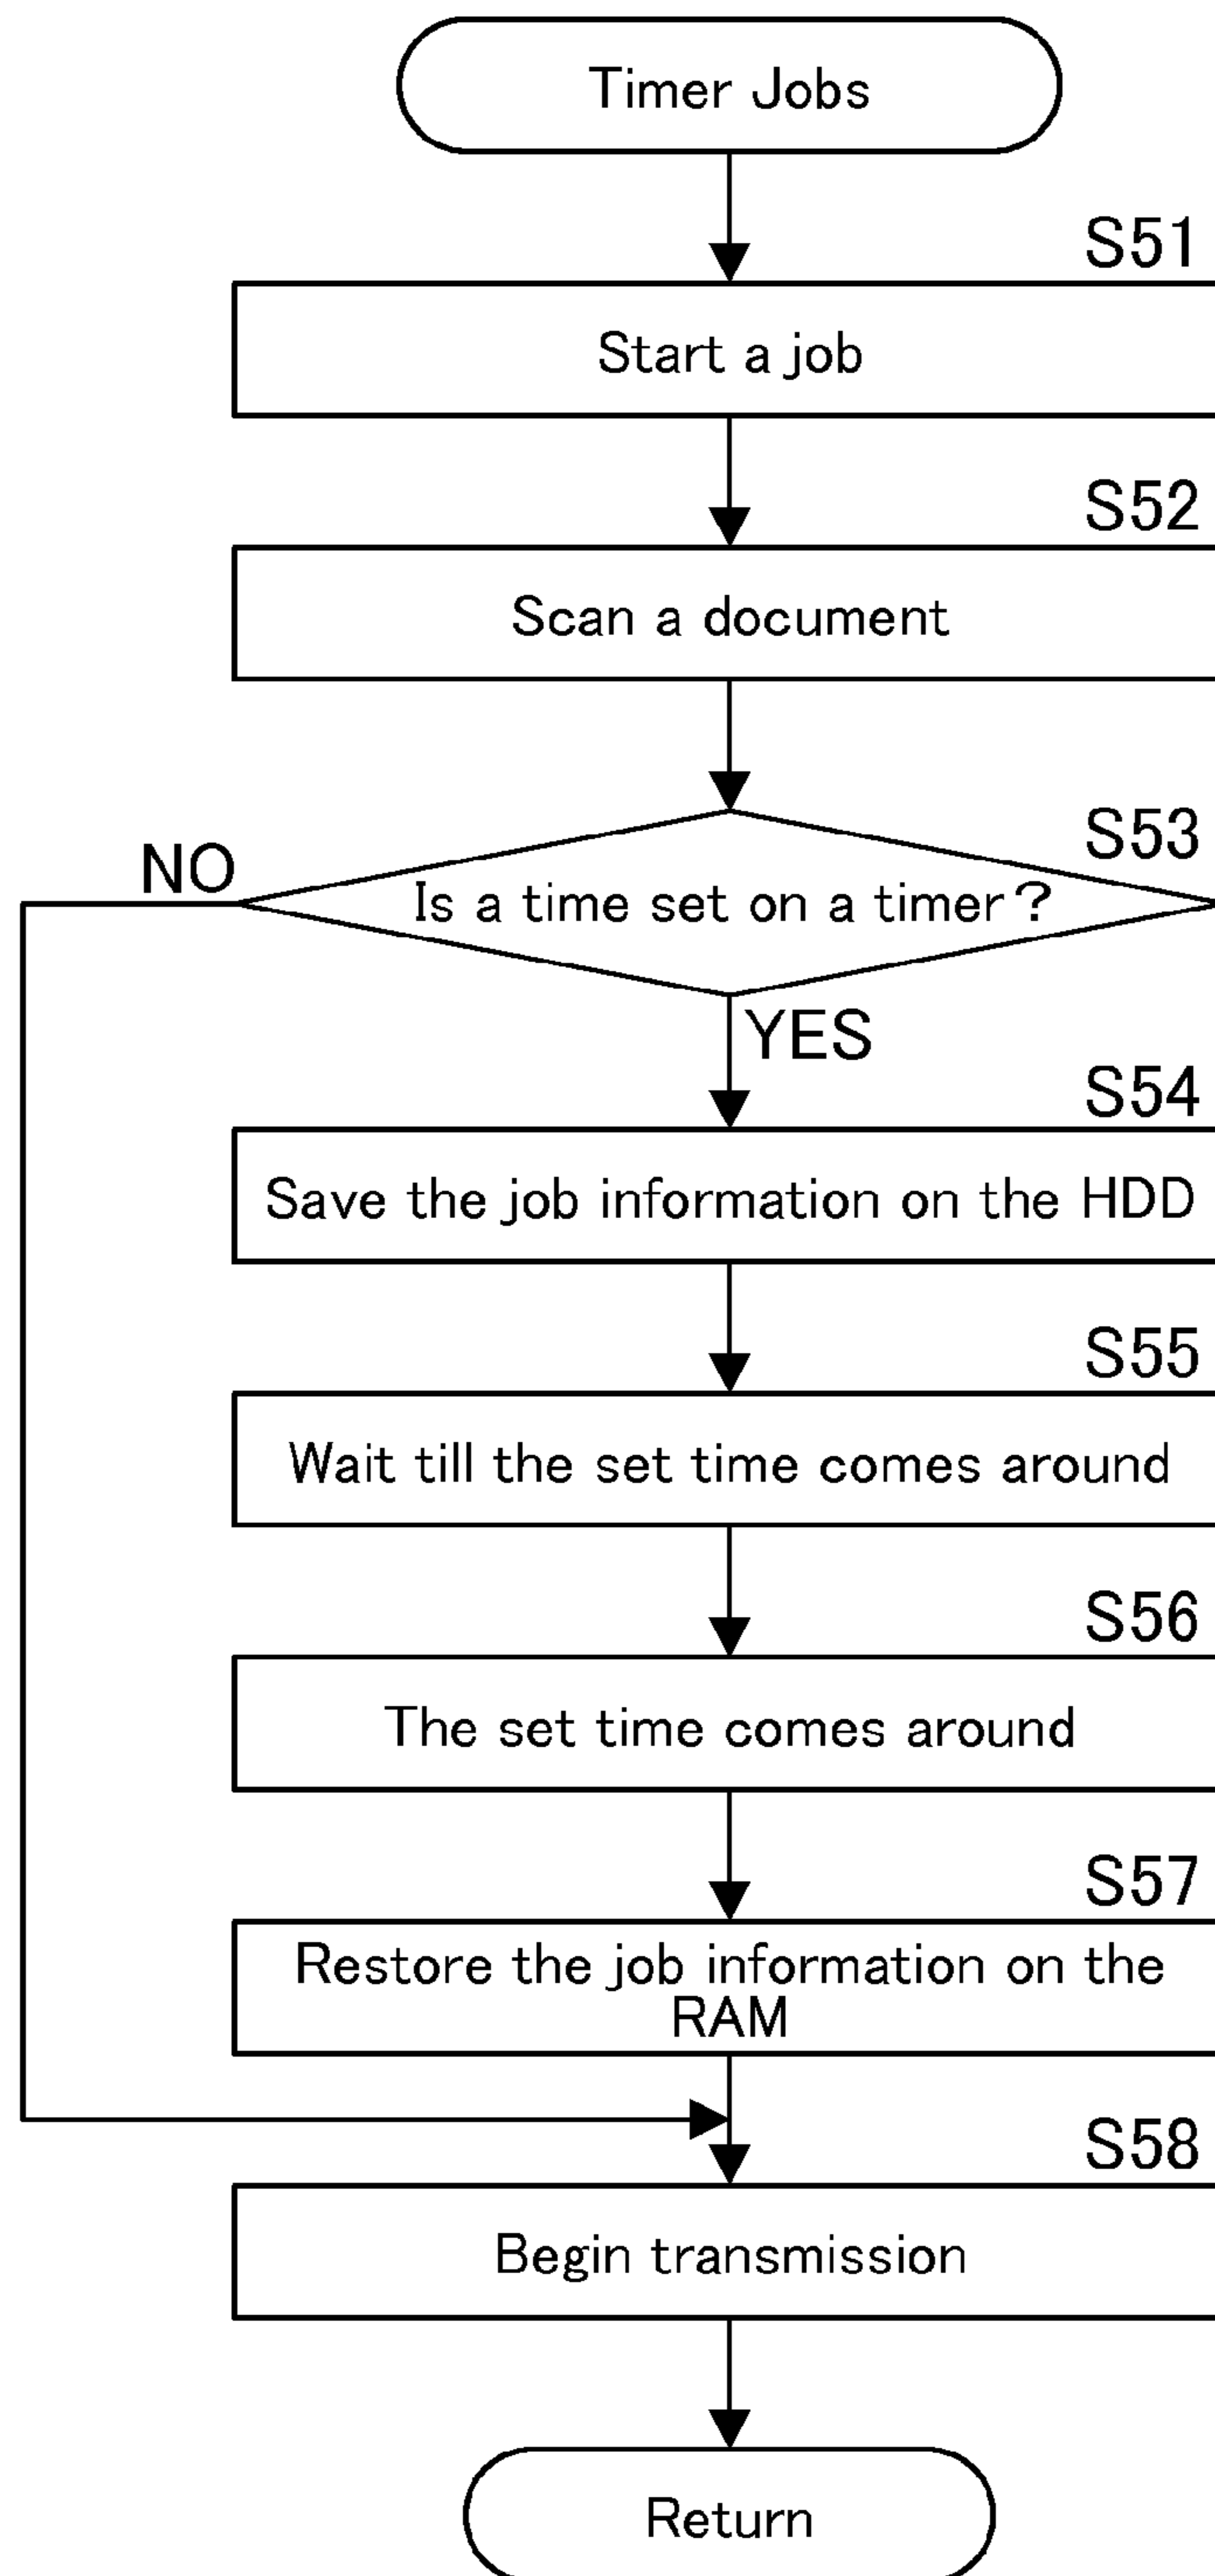 Timer Jobs
S51
Start a job
S52
Scan a document
S53
NO
Is a time set on a timer?
YES
S54
Save the job information on the HDD
S55
Wait till the set time comes around
S56
The set time comes around
S57
Restore the job information on the
RAM
S58
Begin transmission
Return